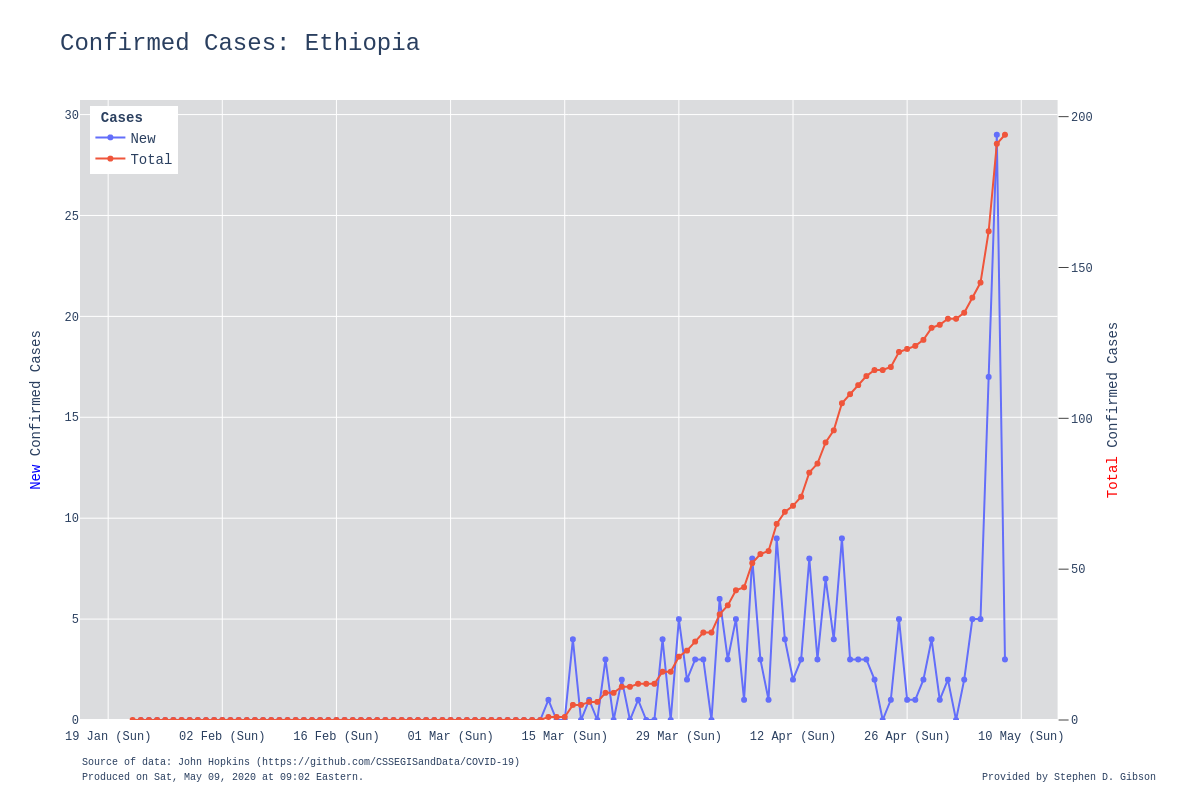 Confirmed Cases: Ethiopia
Cases
New
Total
30
25
20
15
10
5
0
200
150
100
50
0
New Confirmed Cases
Total Confirmed Cases
19 Jan (Sun) 02 Feb (Sun) 16 Feb (Sun) 01 Mar (Sun) 15 Mar (Sun) 29 Mar (Sun) 12 Apr (Sun) 26 Apr (Sun) 10 May (Sun)
Source of data: John Hopkins (https://github.com/CSSEGISandData/COVID-19)
Produced on Sat, May 09, 2020 at 09:02 Eastern.
Provided by Stephen D. Gibson